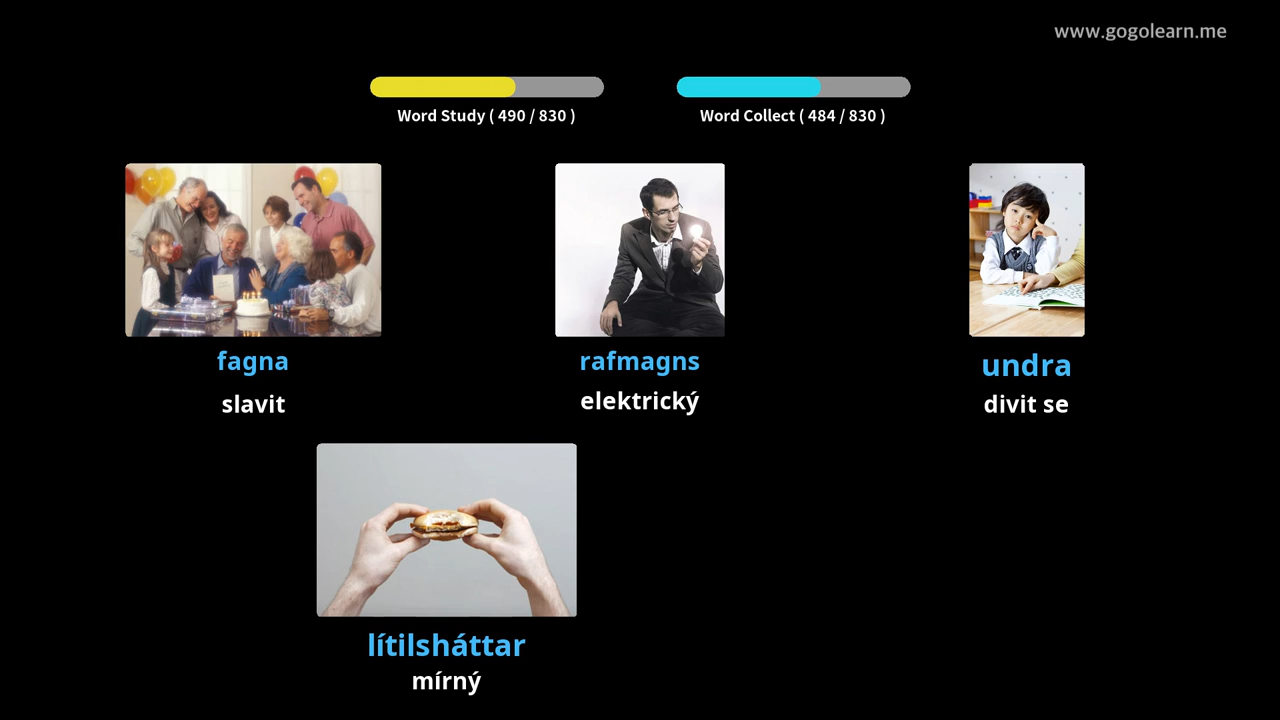 www.gogolearn.me
Word Study ( 490 / 830 )
Word Collect ( 484 / 830 )
fagna
slavit
rafmagns
elektrický
undra
divit se
lítilsháttar
mírný